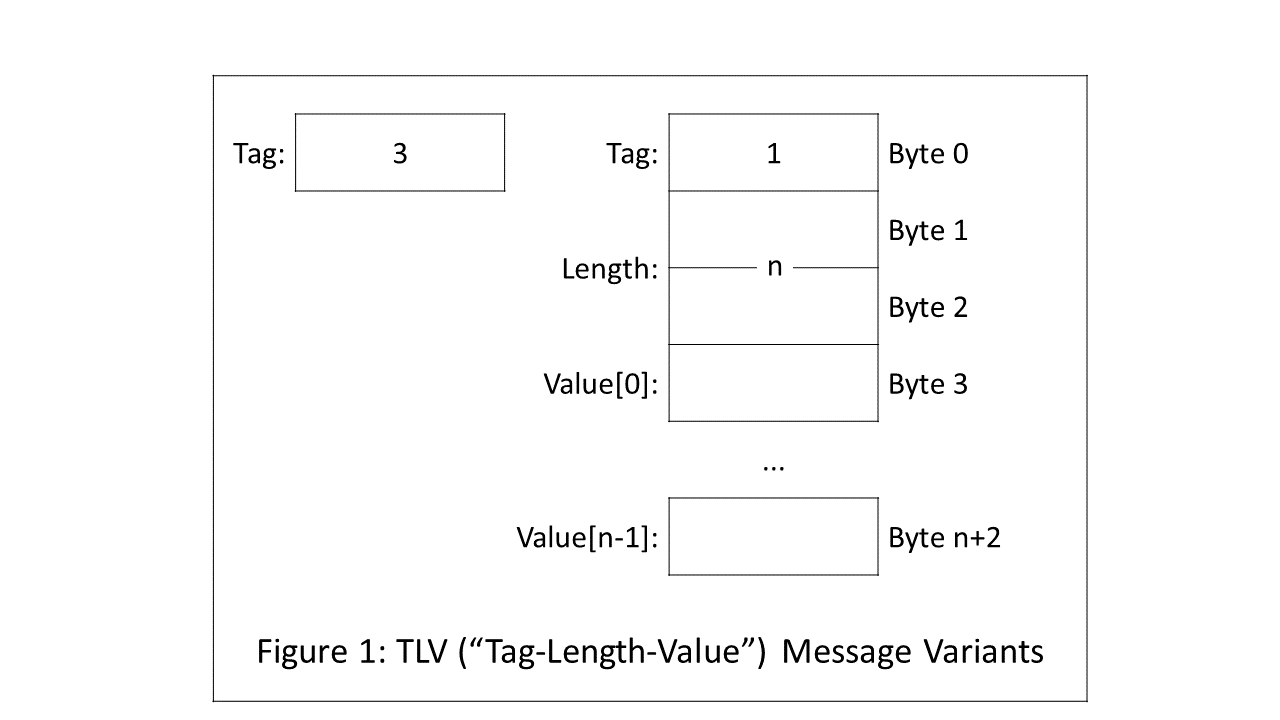 Tag: 3 Tag: 1 Byte 0
Byte 1
Length: n
Byte 2
Value[0]: Byte 3
...
Value[n-1]: Byte n+2
Figure 1: TLV (“Tag-Length-Value”) Message Variants